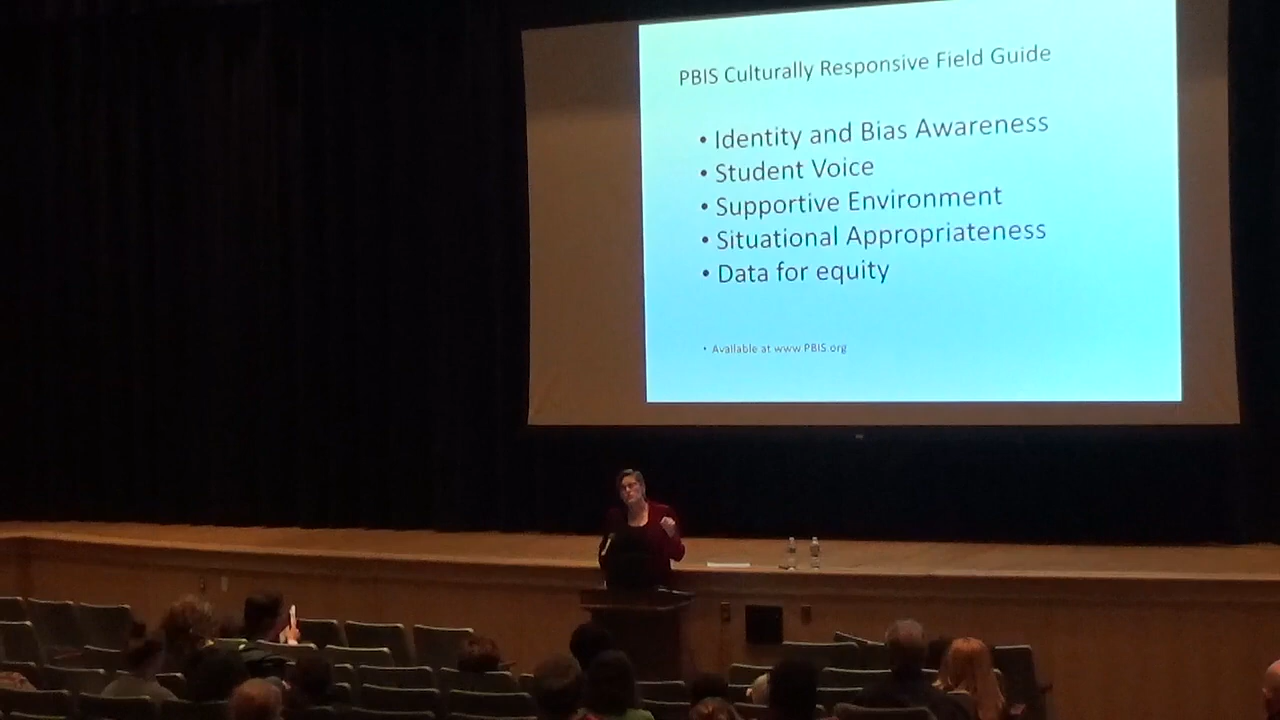 PBIS Culturally Responsive Field Guide
• Identity and Bias Awareness
• Student Voice
• Supportive Environment
• Situational Appropriateness
• Data for equity
• Available at www.PBIS.org